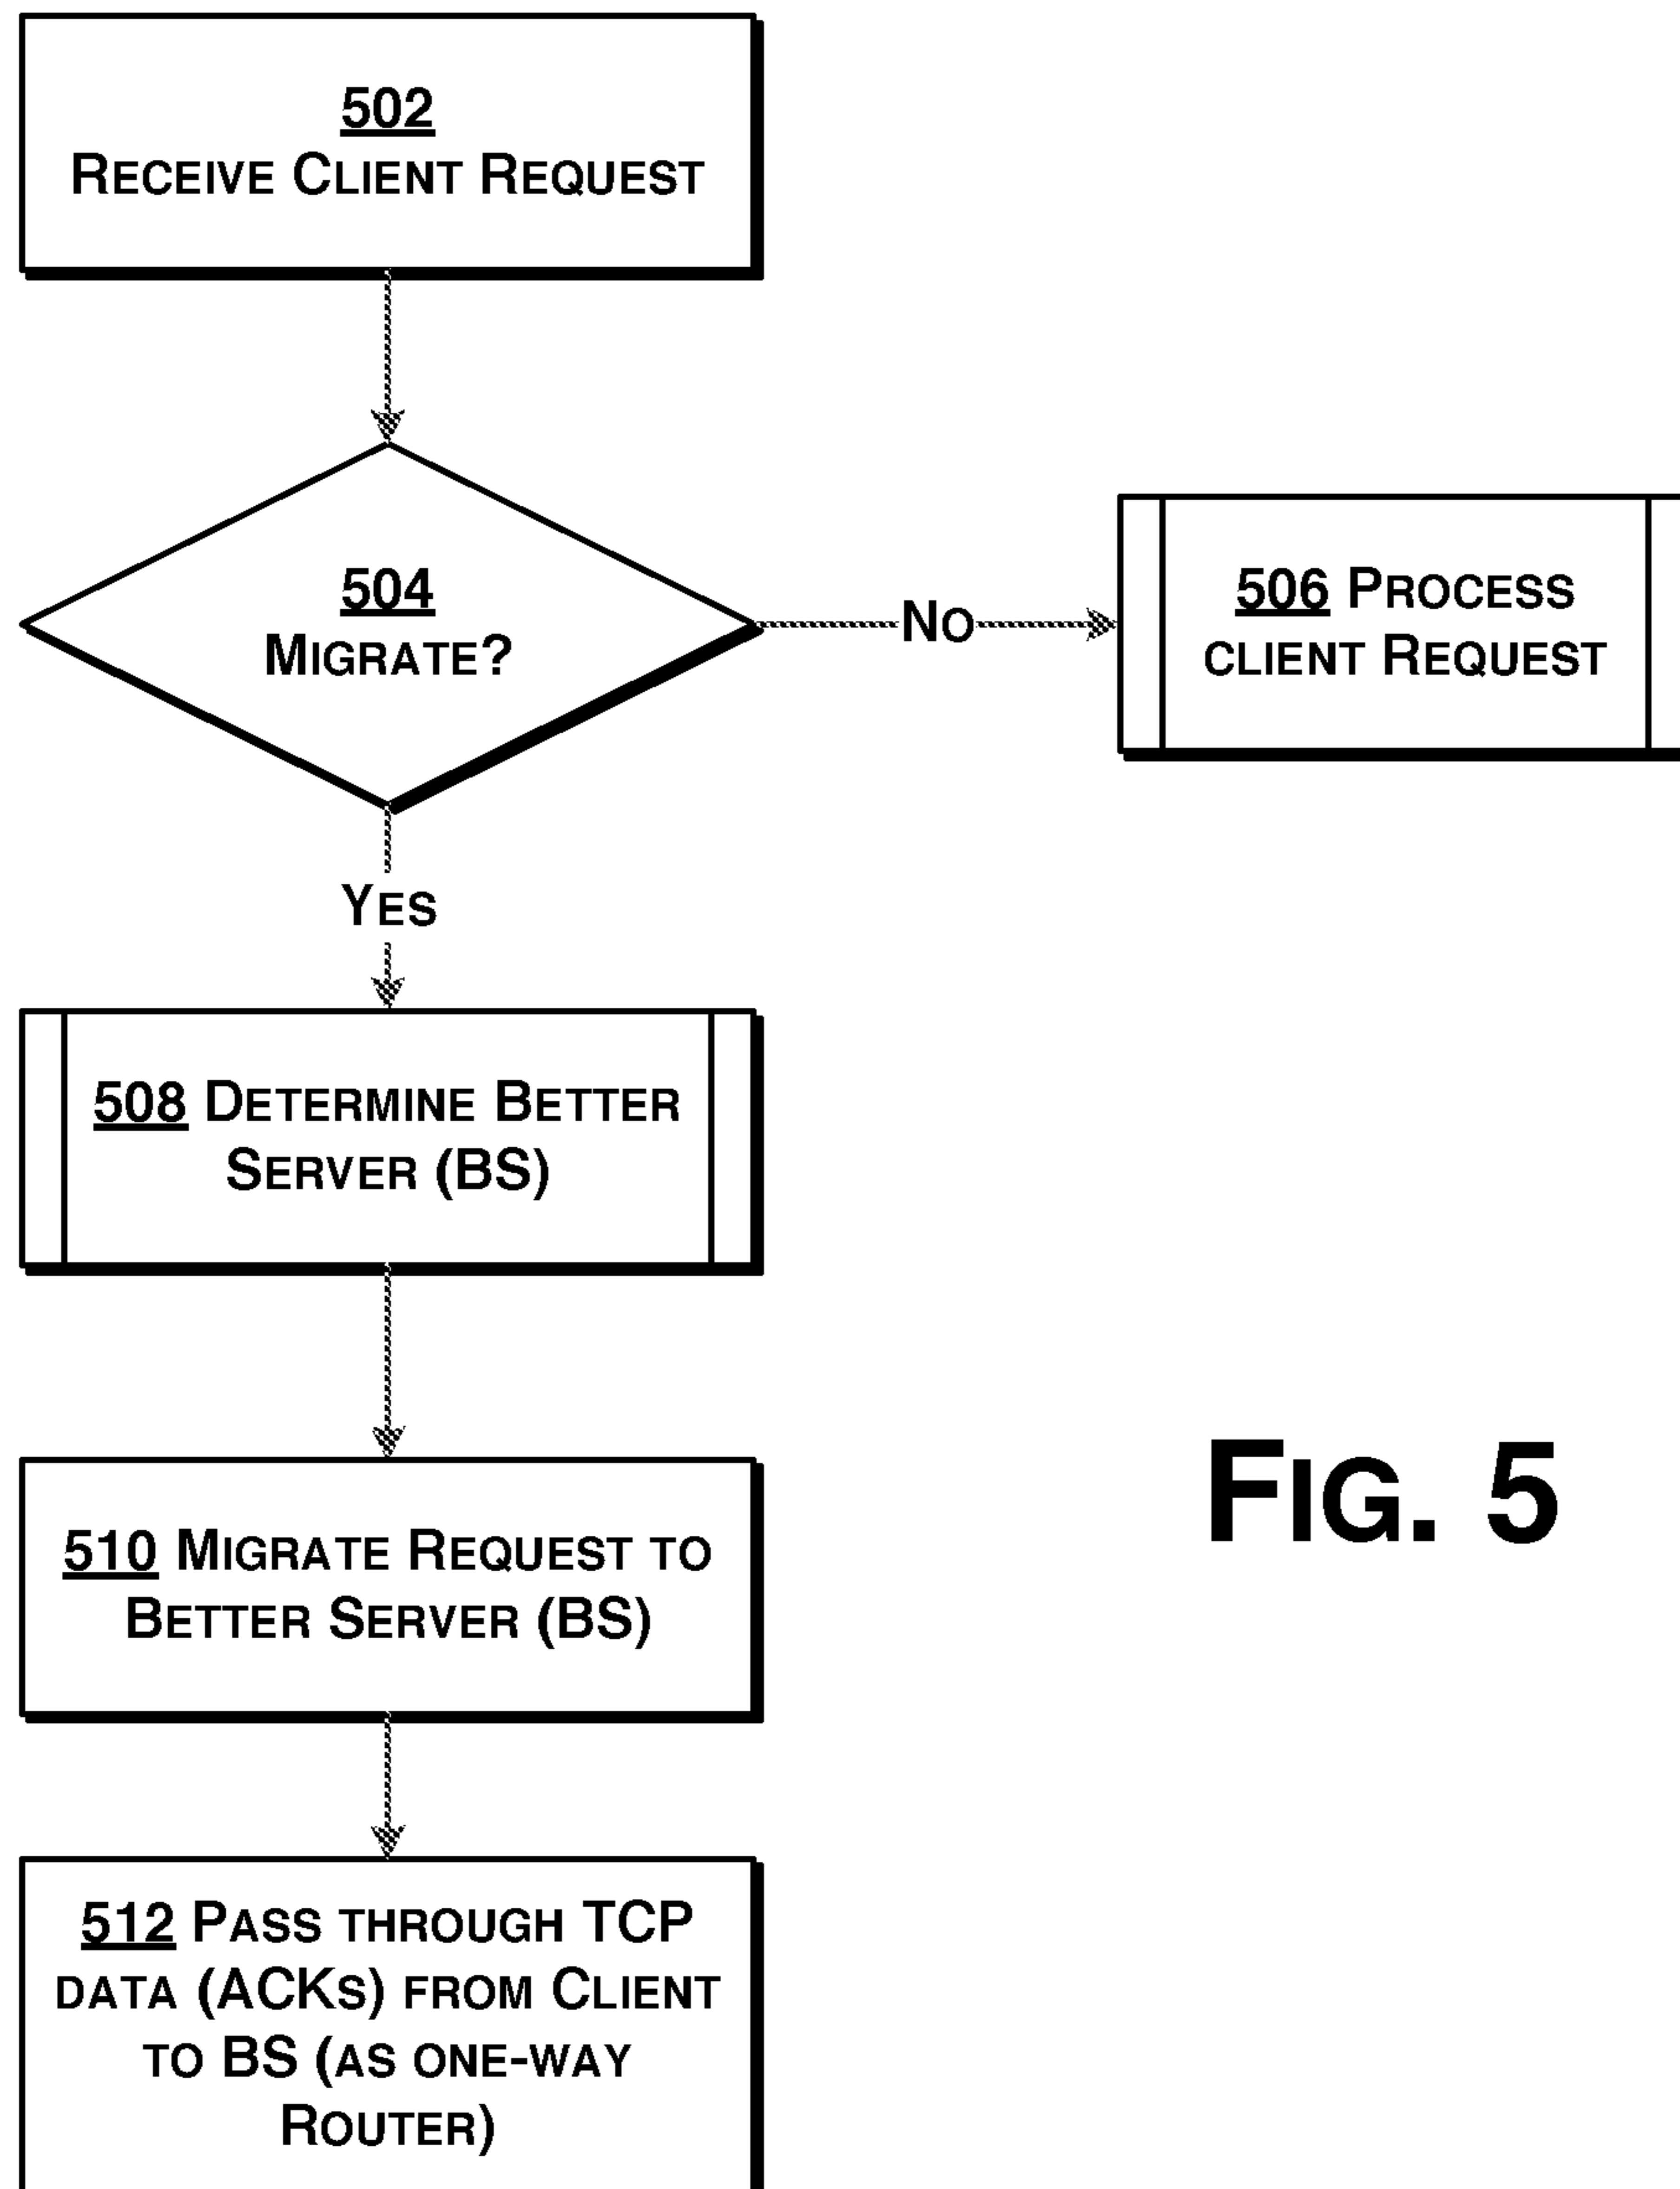 502
RECEIVE CLIENT REQUEST
504
MIGRATE?
NO
506 PROCESS
CLIENT REQUEST
YES
508 DETERMINE BETTER
SERVER (BS)
510 MIGRATE REQUEST TO
BETTER SERVER (BS)
512 PASS THROUGH TCP
DATA (ACKS) FROM CLIENT
TO BS (AS ONE-WAY
ROUTER)
FIG. 5